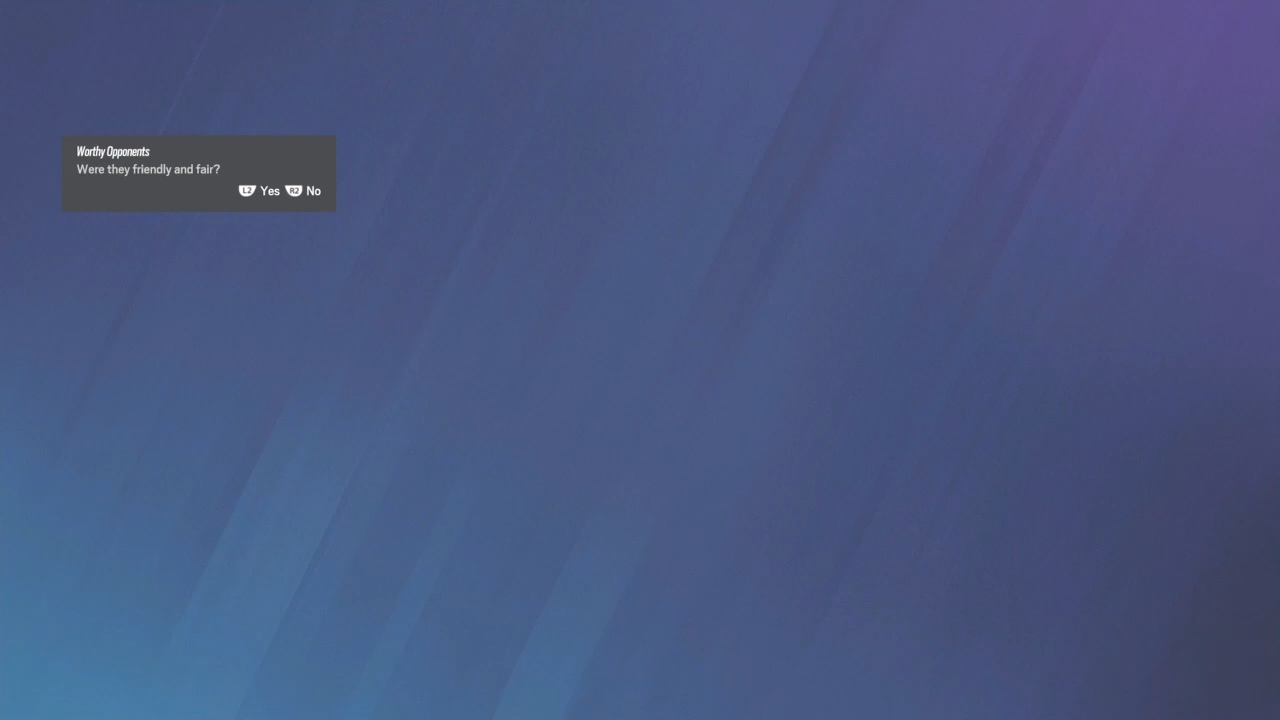 Worthy Opponents
Were they friendly and fair?
L2 Yes R2 No